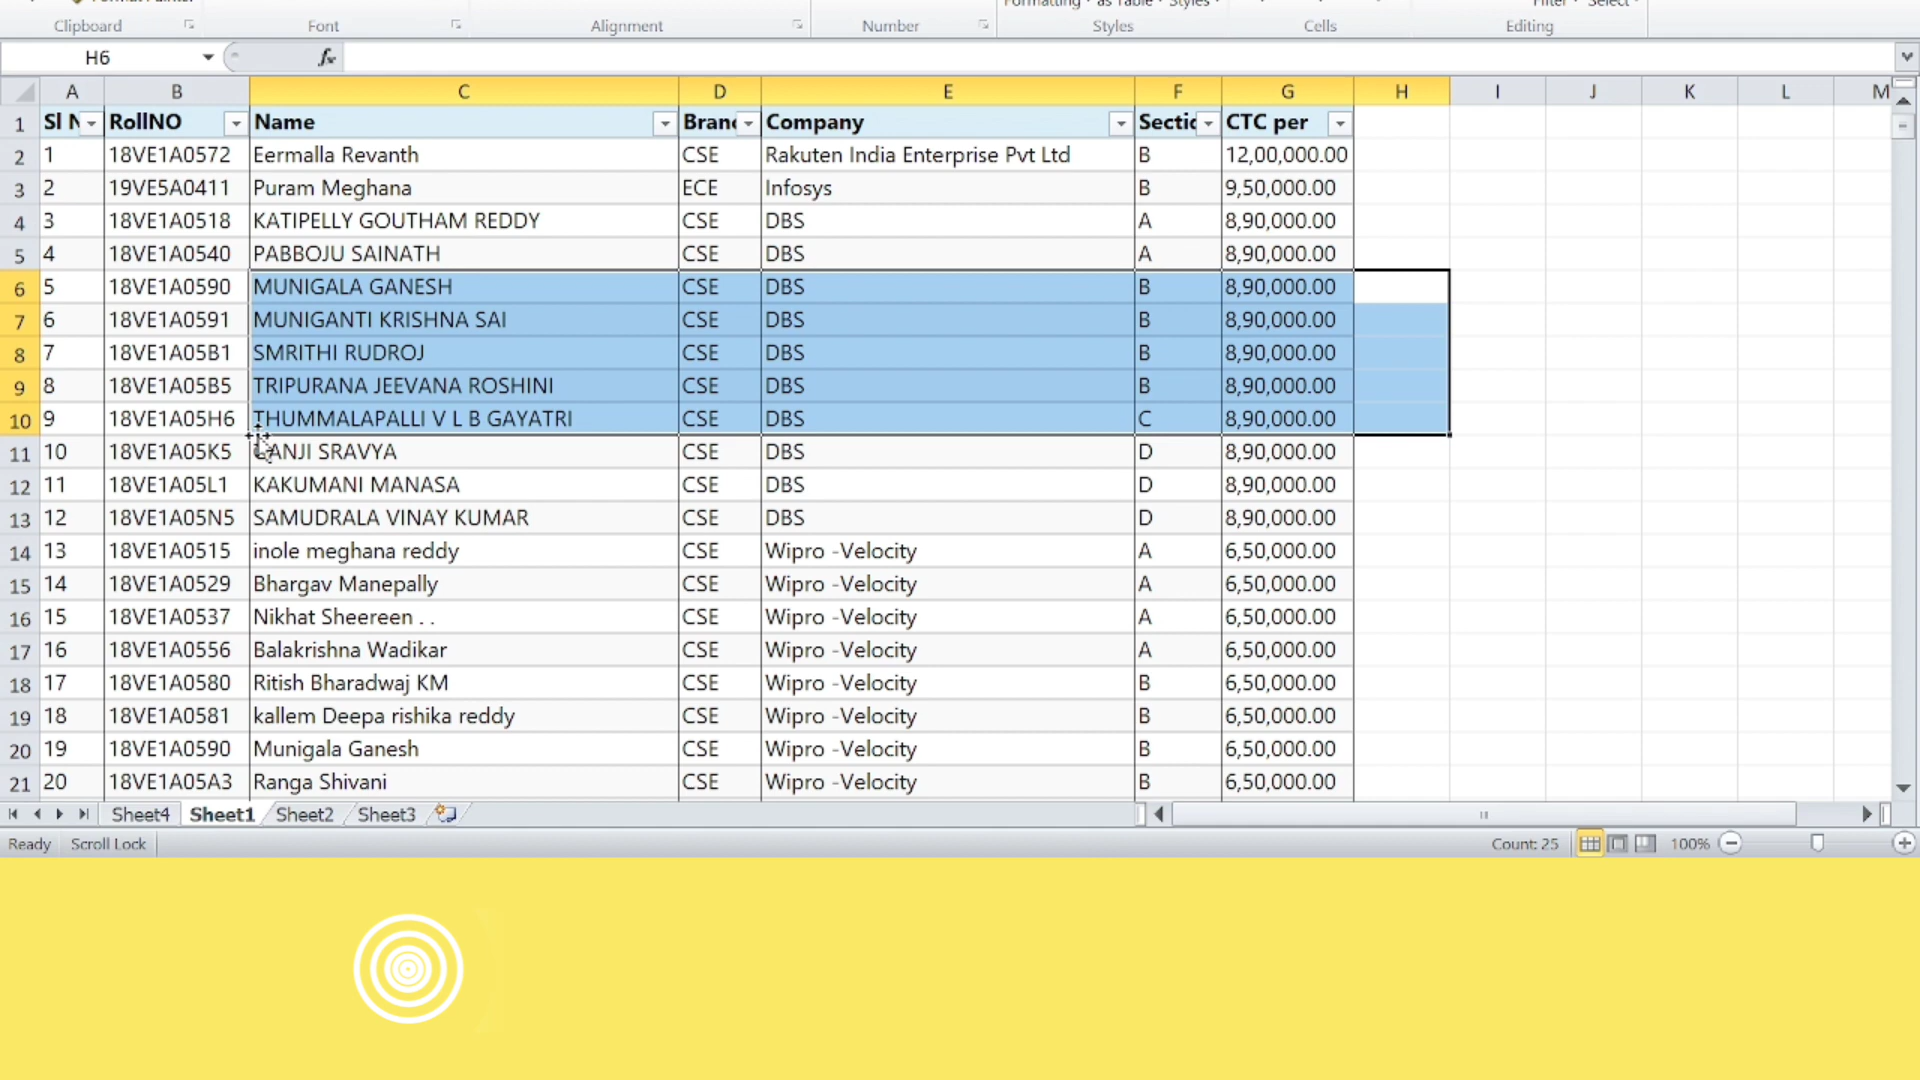 Clipboard Font Alignment Number Styles Cells Editing
H6 fx
A B C D E F G H I J K L M
1 Sl N RollNO Name Branc Company Sectic CTC per
2 1 18VE1A0572 Eermalla Revanth CSE Rakuten India Enterprise Pvt Ltd B 12,00,000.00
3 2 19VE5A0411 Puram Meghana ECE Infosys B 9,50,000.00
4 3 18VE1A0518 KATIPELLY GOUTHAM REDDY CSE DBS A 8,90,000.00
5 4 18VE1A0540 PABBOJU SAINATH CSE DBS A 8,90,000.00
6 5 18VE1A0590 MUNIGALA GANESH CSE DBS B 8,90,000.00
7 6 18VE1A0591 MUNIGANTI KRISHNA SAI CSE DBS B 8,90,000.00
8 7 18VE1A05B1 SMRITHI RUDROJ CSE DBS B 8,90,000.00
9 8 18VE1A05B5 TRIPURANA JEEVANA ROSHINI CSE DBS B 8,90,000.00
10 9 18VE1A05H6 THUMMALAPALLI V L B GAYATRI CSE DBS C 8,90,000.00
11 10 18VE1A05K5 SRAVYA CSE DBS D 8,90,000.00
12 11 18VE1A05L1 KAKUMANI MANASA CSE DBS D 8,90,000.00
13 12 18VE1A05N5 SAMUDRALA VINAY KUMAR CSE DBS D 8,90,000.00
14 13 18VE1A0515 inole meghana reddy CSE Wipro -Velocity A 6,50,000.00
15 14 18VE1A0529 Bhargav Manepally CSE Wipro -Velocity A 6,50,000.00
16 15 18VE1A0537 Nikhat Sheereen . . CSE Wipro -Velocity A 6,50,000.00
17 16 18VE1A0556 Balakrishna Wadikar CSE Wipro -Velocity A 6,50,000.00
18 17 18VE1A0580 Ritish Bharadwaj KM CSE Wipro -Velocity B 6,50,000.00
19 18 18VE1A0581 kallem Deepa rishika reddy CSE Wipro -Velocity B 6,50,000.00
20 19 18VE1A0590 Munigala Ganesh CSE Wipro -Velocity B 6,50,000.00
21 20 18VE1A05A3 Ranga Shivani CSE Wipro -Velocity B 6,50,000.00
Sheet4 Sheet1 Sheet2 Sheet3
Ready Scroll Lock Count: 25 100%